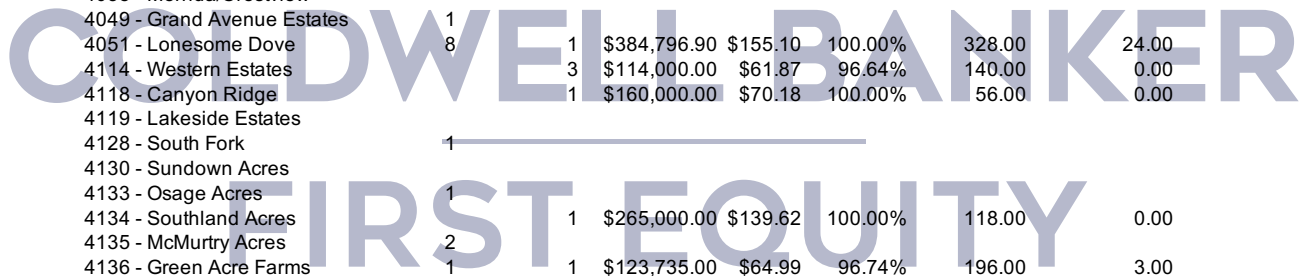 4049 - Grand Avenue Estates 1
4051 - Lonesome Dove 8 1 $384,796.90 $155.10 100.00% 328.00 24.00
4114 - Western Estates 3 $114,000.00 $61.87 96.64% 140.00 0.00
4118 - Canyon Ridge 1 $160,000.00 $70.18 100.00% 56.00 0.00
4119 - Lakeside Estates
4128 - South Fork 1
4130 - Sundown Acres
4133 - Osage Acres 1
4134 - Southland Acres 1 $265,000.00 $139.62 100.00% 118.00 0.00
4135 - McMurtry Acres 2
4136 - Green Acre Farms 1 1 $123,735.00 $64.99 96.74% 196.00 3.00
COLDWELL BANKER
FIRST EQUITY